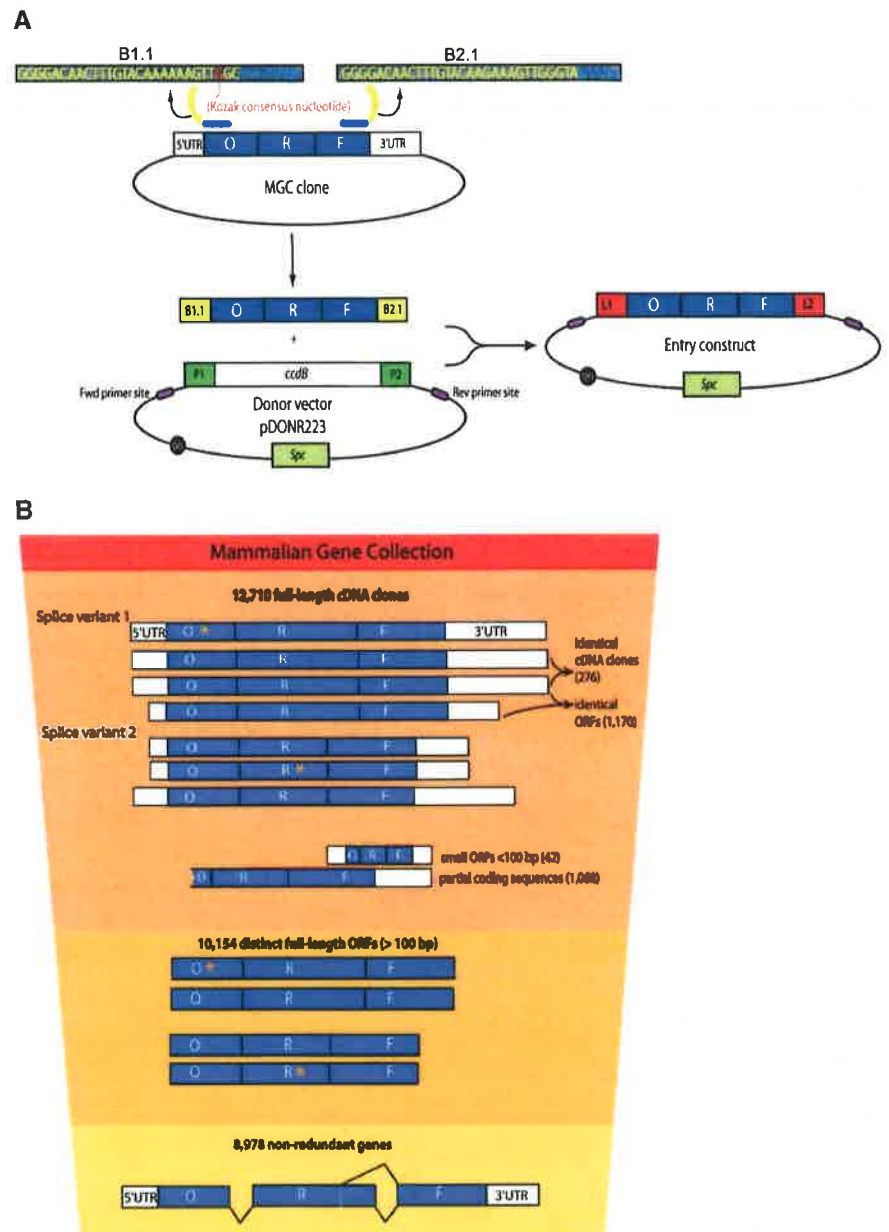 A
B1.1
B2.1
GGGGACAACTTTGTACAAAAAAGTTGGC
GGGGACAACTTTGTACAAGAAAGTTGGGTA
(Kozak consensus nucleotide)
5'UTR O R F 3'UTR
MGC clone
B1.1 O R F B2.1
+
L1 O R F L2
Entry construct
Spc
P1 ccdB P2
Fwd primer site
Rev primer site
Donor vector
pDONR223
Spc
B
Mammalian Gene Collection
12,710 full-length cDNA clones
Splice variant 1
5'UTR O* R F 3'UTR
O R F
O R F
O R F
identical
cDNA clones
(276)
identical
ORFs (1,170)
Splice variant 2
O R F
O R* F
O R F
O R F
small ORFs <100 bp (42)
O R F
partial coding sequences (1,068)
10,154 distinct full-length ORFs (> 100 bp)
O* R F
O R F
O R F
O R* F
8,978 non-redundant genes
5'UTR O R F 3'UTR